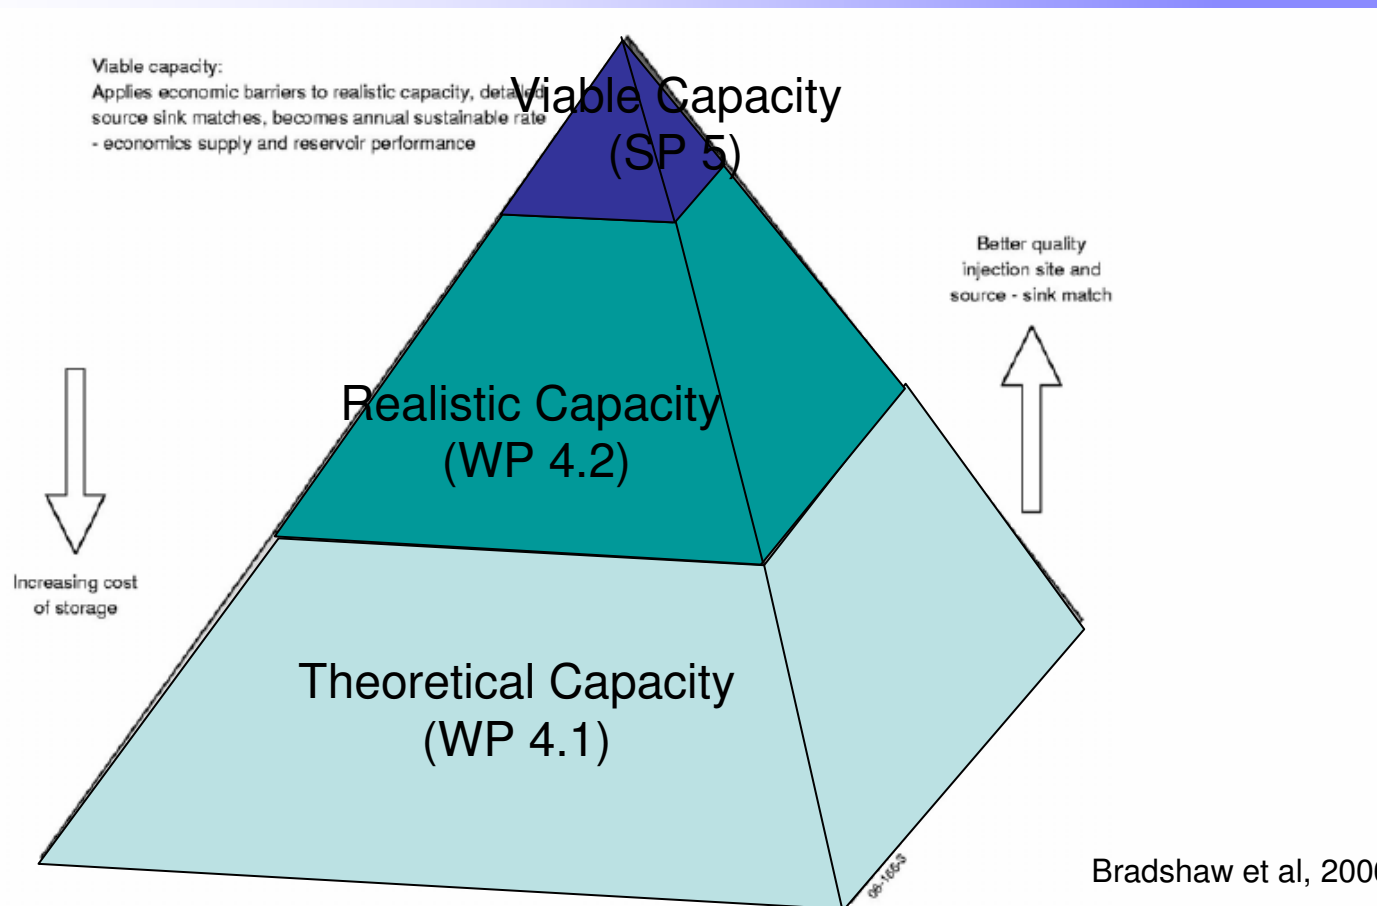 Viable capacity:
Applies economic barriers to realistic capacity, detailed
source sink matches, becomes annual sustainable rate
- economics supply and reservoir performance
Viable Capacity
(SP 5)
Better quality
injection site and
source - sink match
Realistic Capacity
(WP 4.2)
Increasing cost
of storage
Theoretical Capacity
(WP 4.1)
Bradshaw et al,